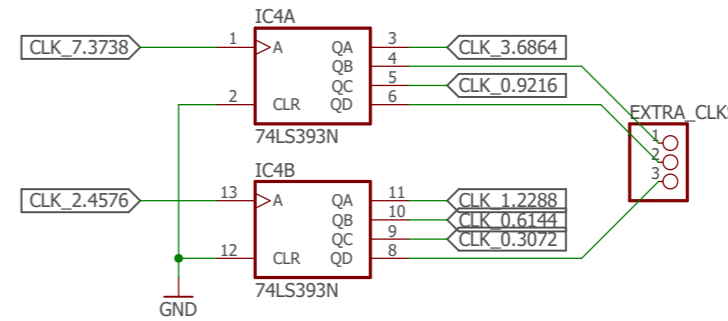 IC4A
CLK_7.3738 1 A QA 3 CLK_3.6864
QB 4
QC 5 CLK_0.9216
2 CLR QD 6
74LS393N
EXTRA_CLK
1
2
3
IC4B
CLK_2.4576 13 A QA 11 CLK_1.2288
QB 10 CLK_0.6144
QC 9 CLK_0.3072
12 CLR QD 8
74LS393N
GND